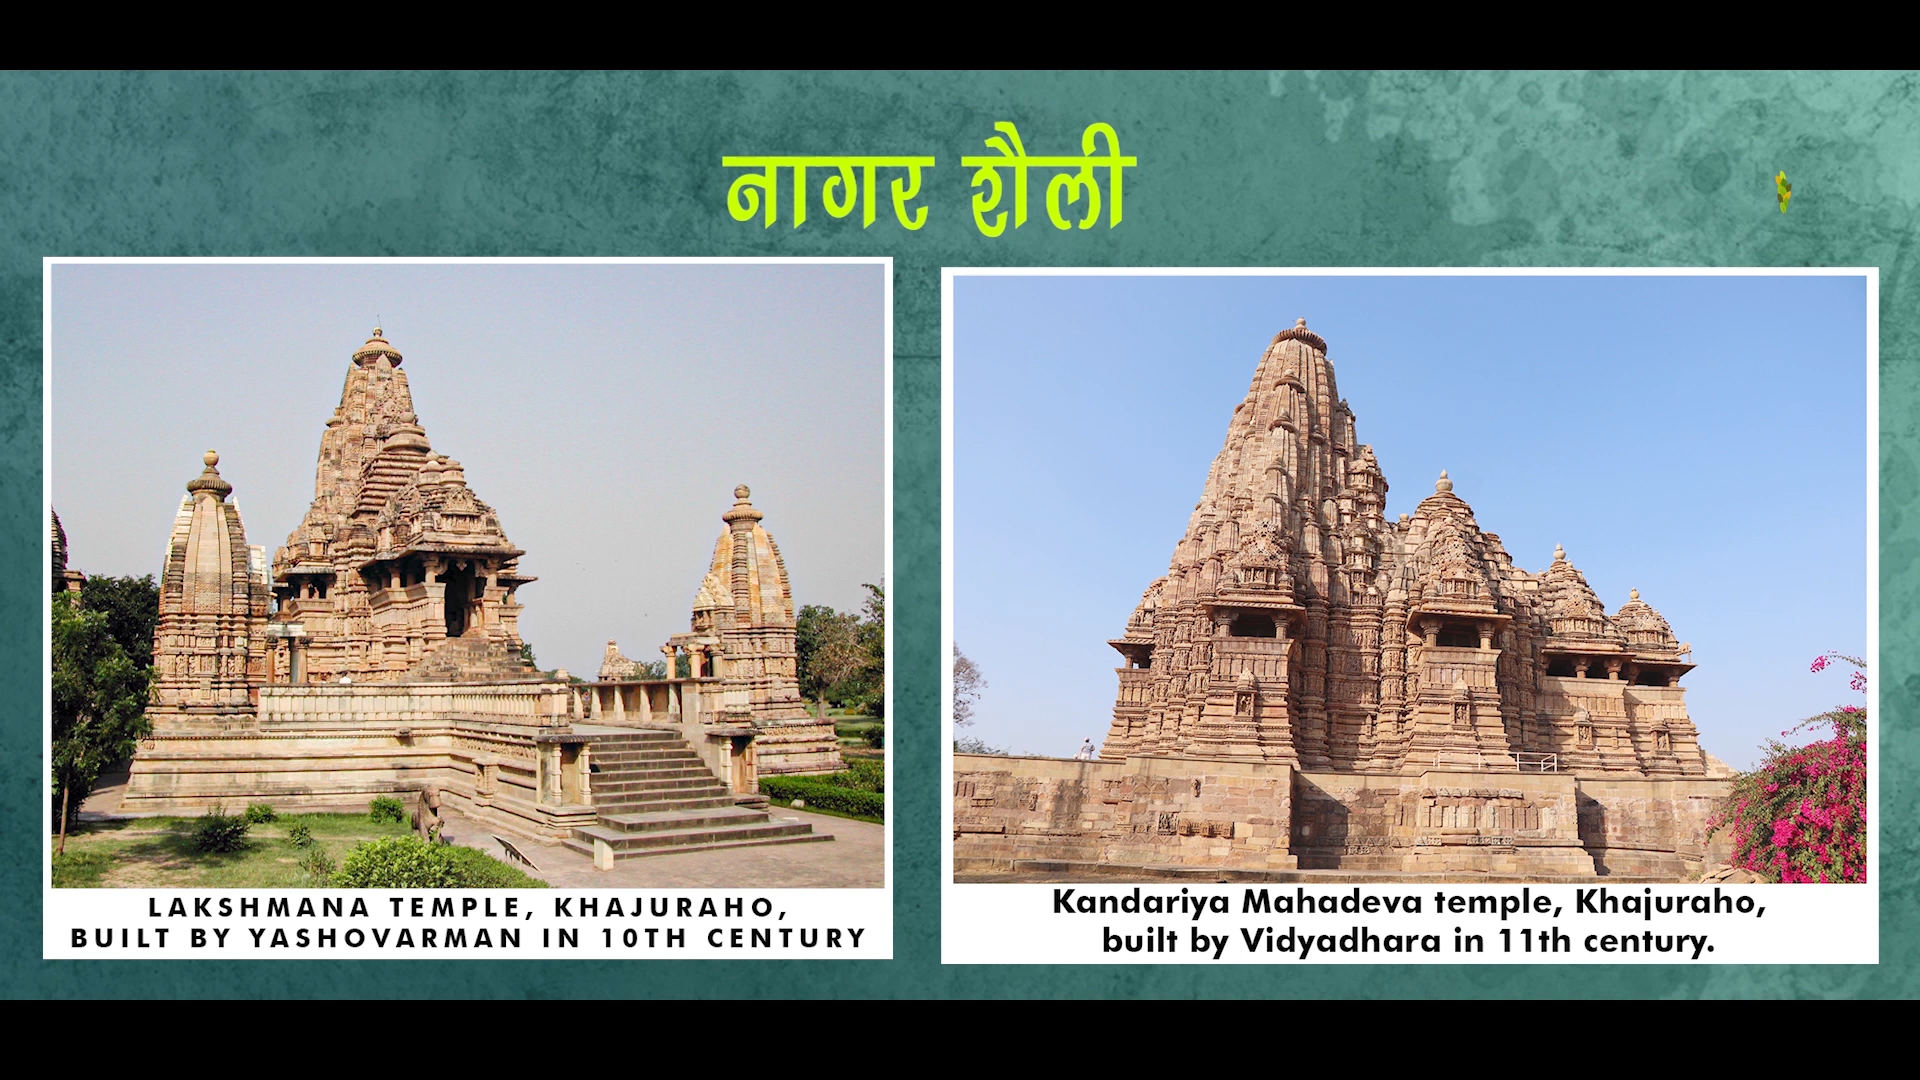 नागर शैली
LAKSHMANA TEMPLE, KHAJURAHO,
BUILT BY YASHOVARMAN IN 10TH CENTURY
Kandariya Mahadeva temple, Khajuraho,
built by Vidyadhara in 11th century.